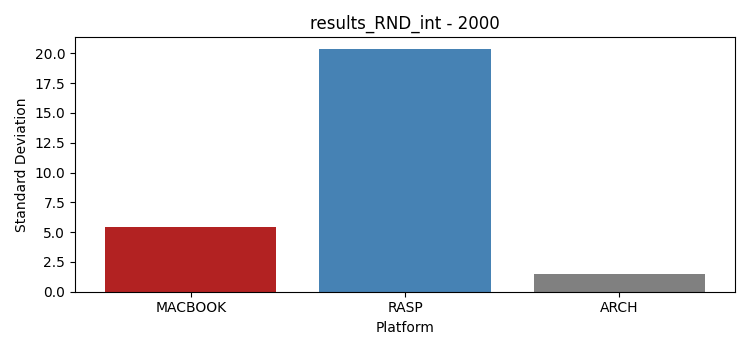 results_RND_int - 2000
Standard Deviation
20.0
17.5
15.0
12.5
10.0
7.5
5.0
2.5
0.0
MACBOOK RASP ARCH
Platform